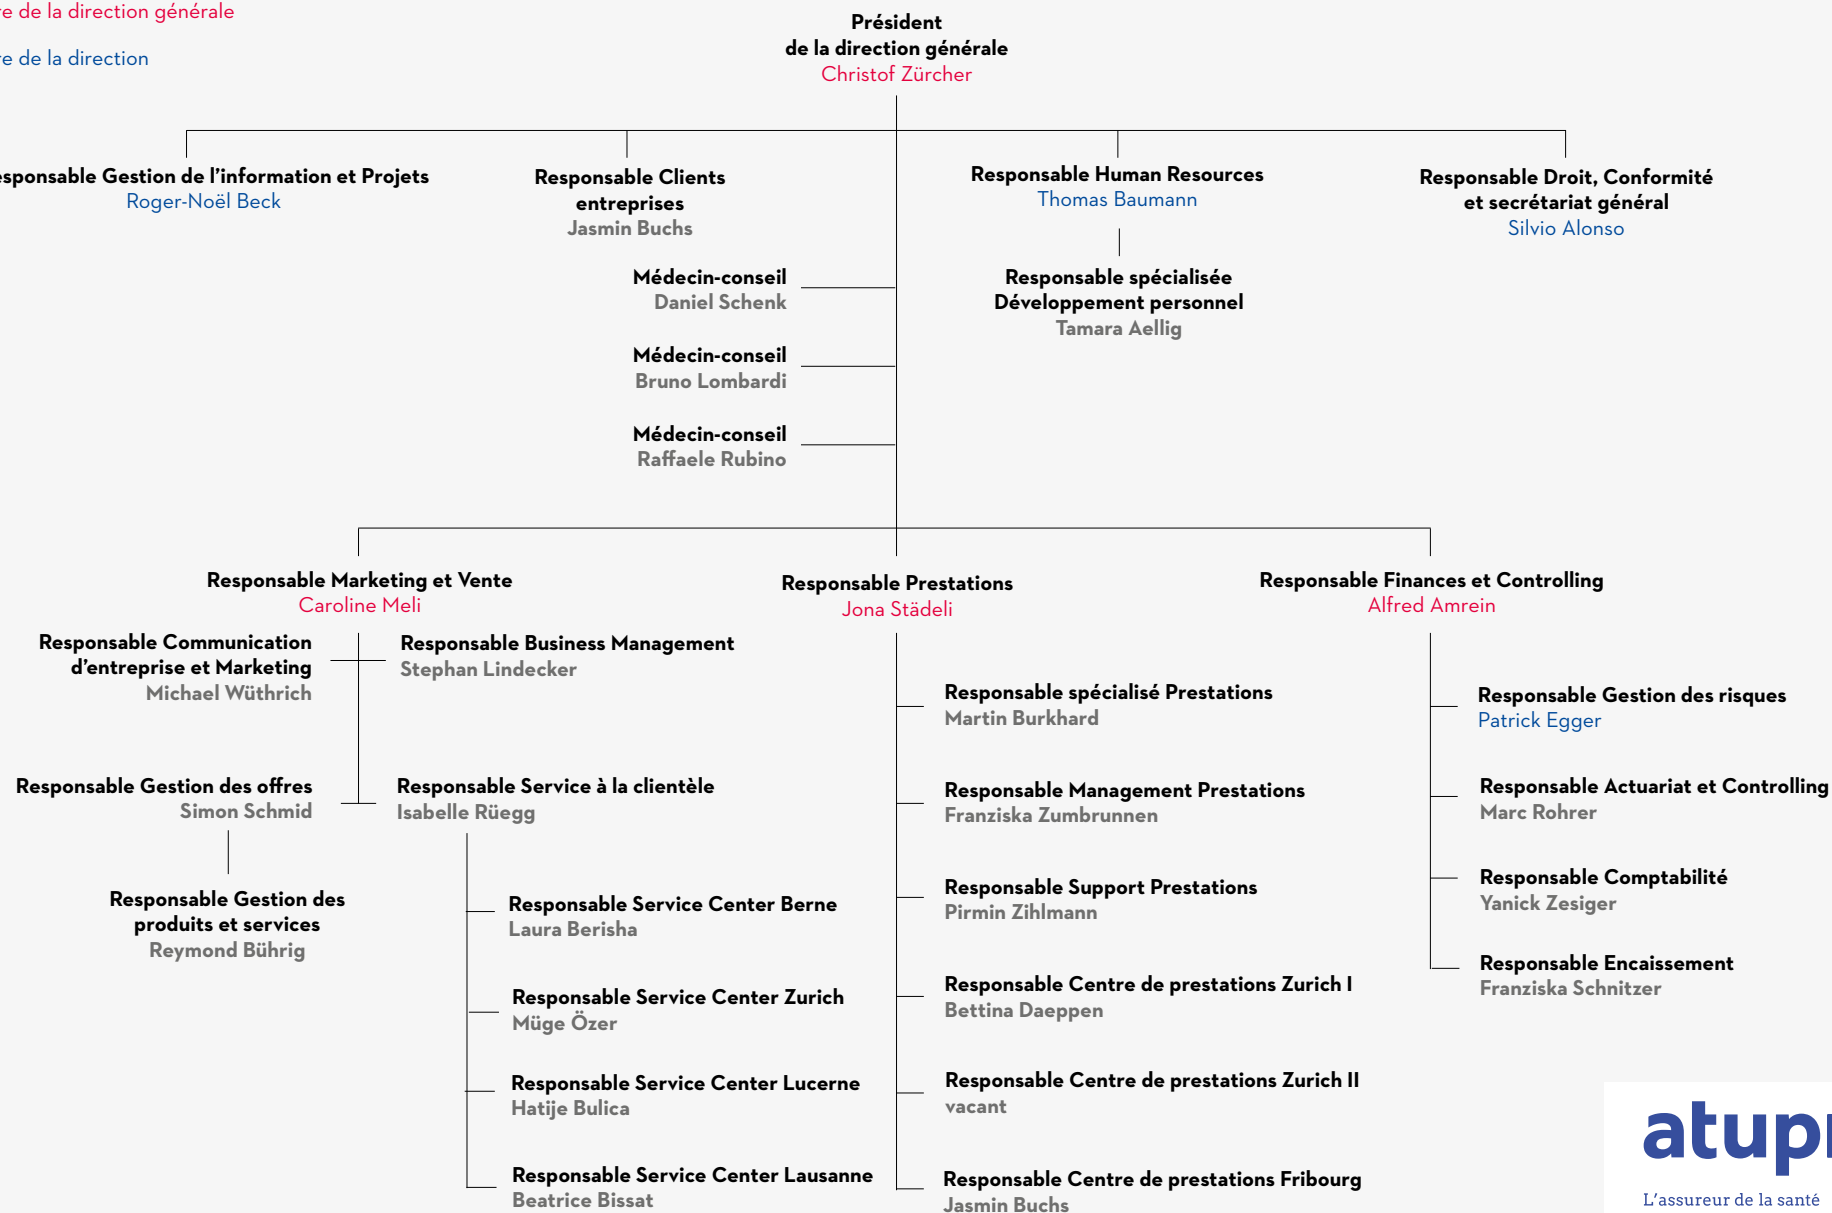 de la direction générale
de la direction
Président
de la direction générale
Christof Zürcher
Gestion de l'information et Projets
Roger-Noël Beck
Responsable Clients
entreprises
Jasmin Buchs
Responsable Human Resources
Thomas Baumann
Responsable Droit, Conformité
et secrétariat général
Silvio Alonso
Médecin-conseil
Daniel Schenk
Médecin-conseil
Bruno Lombardi
Médecin-conseil
Raffaele Rubino
Responsable spécialisée
Développement personnel
Tamara Aellig
Responsable Marketing et Vente
Caroline Meli
Responsable Communication
d'entreprise et Marketing
Michael Wüthrich
Responsable Business Management
Stephan Lindecker
Responsable Gestion des offres
Simon Schmid
Responsable Service à la clientèle
Isabelle Rüegg
Responsable Gestion des
produits et services
Reymond Bührig
Responsable Service Center Berne
Laura Berisha
Responsable Service Center Zurich
Müge Özer
Responsable Service Center Lucerne
Hatije Bulica
Responsable Service Center Lausanne
Beatrice Bissat
Responsable Prestations
Jona Städeli
Responsable spécialisé Prestations
Martin Burkhard
Responsable Management Prestations
Franziska Zumbrunnen
Responsable Support Prestations
Pirmin Zihlmann
Responsable Centre de prestations Zurich I
Bettina Daeppen
Responsable Centre de prestations Zurich II
vacant
Responsable Centre de prestations Fribourg
Jasmin Buchs
Responsable Finances et Controlling
Alfred Amrein
Responsable Gestion des risques
Patrick Egger
Responsable Actuariat et Controlling
Marc Rohrer
Responsable Comptabilité
Yanick Zesiger
Responsable Encaissement
Franziska Schnitzer
L'assureur de la santé